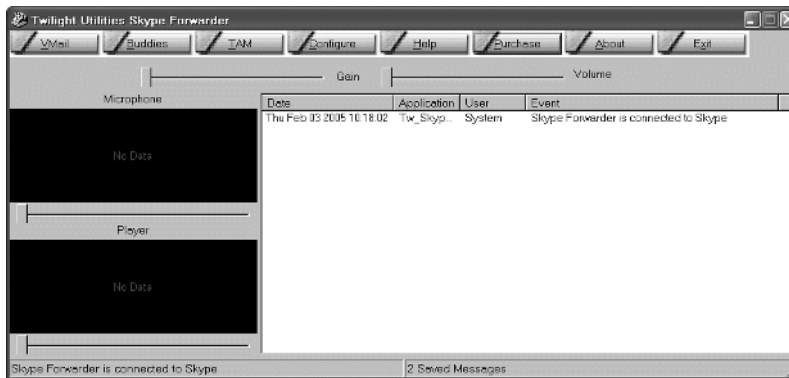 Twilight Utilities Skype Forwarder
VMail Buddies TAM Configure Help Purchase About Exit
Gain Volume
Microphone
Date Application User Event
Thu Feb 03 2005 10:18:02 Tw_Skyp... System Skype Forwarder is connected to Skype
No Data
Player
No Data
Skype Forwarder is connected to Skype 2 Saved Messages